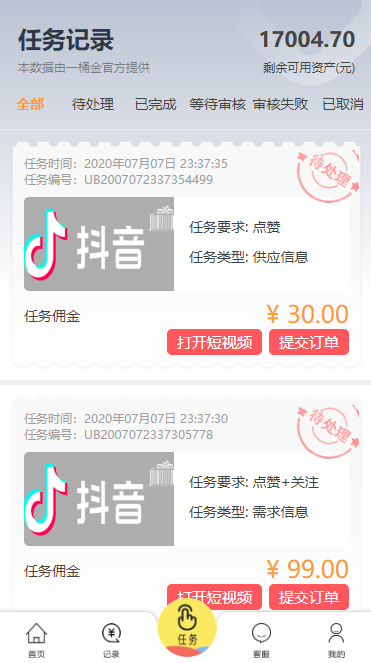 任务记录
17004.70
本数据由一桶金官方提供
剩余可用资产(元)
全部 待处理 已完成 等待审核 审核失败 已取消
任务时间：2020年07月07日 23:37:35
任务编号：UB2007072337354499
待处理
抖音
任务要求: 点赞
任务类型: 供应信息
任务佣金
¥ 30.00
打开短视频 提交订单
任务时间：2020年07月07日 23:37:30
任务编号：UB2007072337305778
待处理
抖音
任务要求: 点赞+关注
任务类型: 需求信息
任务佣金
¥ 99.00
打开短视频 提交订单
首页 记录 任务 客服 我的